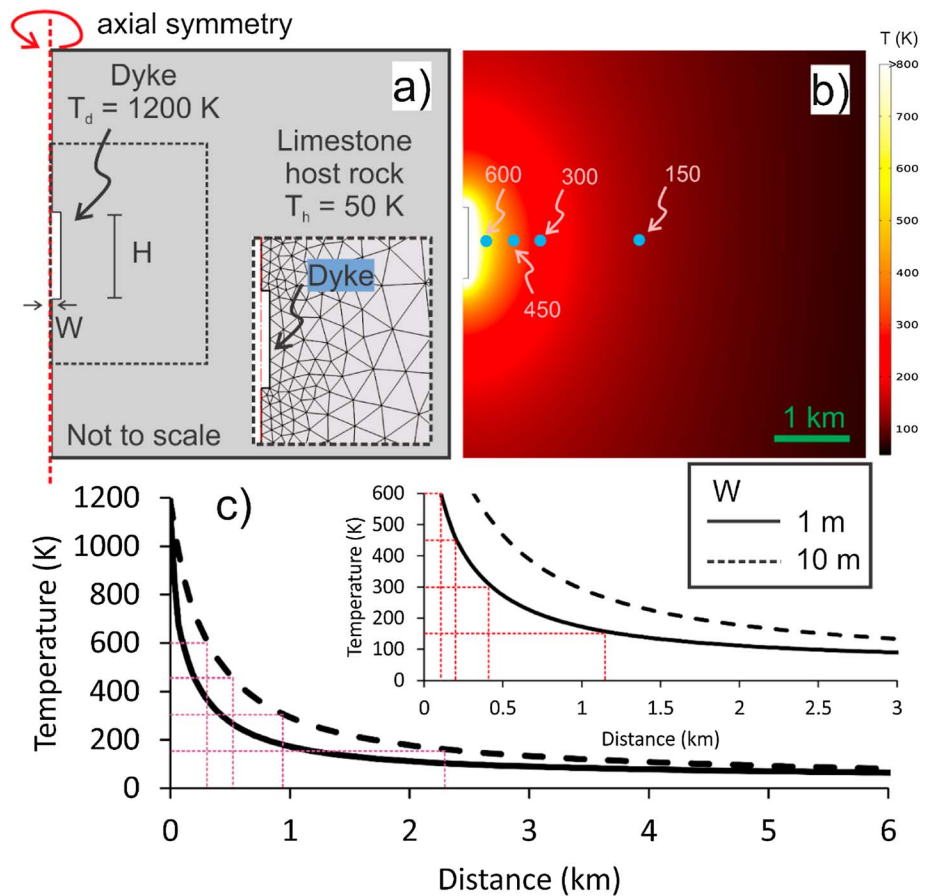 axial symmetry
a)
Dyke
T_d = 1200 K
Limestone
host rock
T_h = 50 K
H
W
Dyke
Not to scale
b)
T (K)
>800
700
600
500
400
300
200
100
600
300
150
450
1 km
W
1 m
10 m
c)
Temperature (K)
1200
1000
800
600
400
200
0
0
1
2
3
4
5
6
Distance (km)
Temperature (K)
600
500
400
300
200
100
0
0
0.5
1
1.5
2
2.5
3
Distance (km)